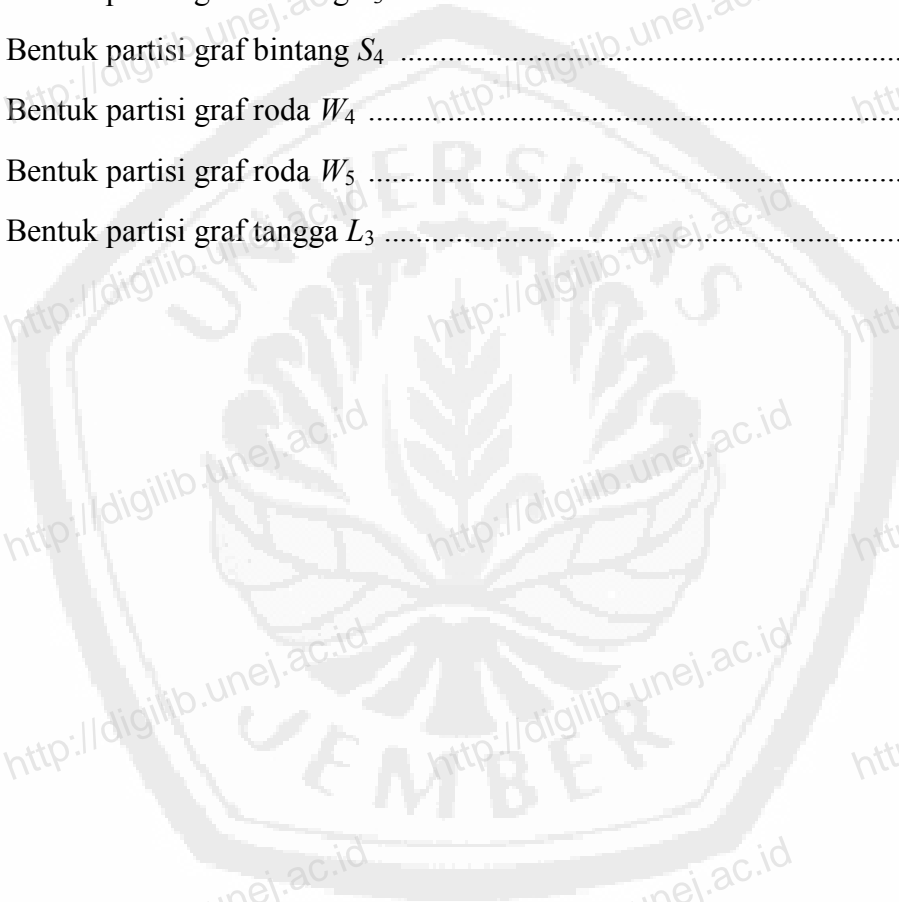 Bentuk partisi graf bintang S₄ ........................................................
Bentuk partisi graf roda W₄ ............................................................
Bentuk partisi graf roda W₅ ............................................................
Bentuk partisi graf tangga L₃ ..........................................................
UNIVERSITAS
JEMBER
http://digilib.unej.ac.id
http://digilib.unej.ac.id
http://digilib.unej.ac.id
http://digilib.unej.ac.id
http://digilib.unej.ac.id
http://digilib.unej.ac.id